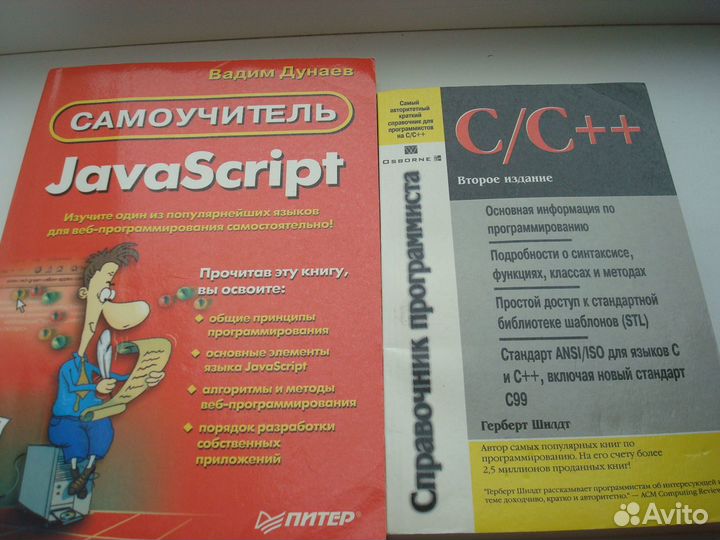 Вадим Дунаев
САМОУЧИТЕЛЬ
JavaScript
Изучите один из популярнейших языков
для веб-программирования самостоятельно!
Прочитав эту книгу,
вы освоите:
общие принципы
программирования
основные элементы
языка JavaScript
алгоритмы и методы
веб-программирования
порядок разработки
собственных
приложений
ПИТЕР
Самый
авторитетный
краткий
справочник для
программистов
на C/C++
OSBORNE
Справочник программиста
C/C++
Второе издание
Основная информация по
программированию
Подробности о синтаксисе,
функциях, классах и методах
Простой доступ к стандартной
библиотеке шаблонов (STL)
Стандарт ANSI/ISO для языков C
и C++, включая новый стандарт
C99
Герберт Шилдт
Автор самых популярных книг по
программированию. На его счету более
2,5 миллионов проданных книг!
"Герберт Шилдт рассказывает программистам об интересующей и
теме доходчиво, кратко и авторитетно." — ACM Computing Review
Avito